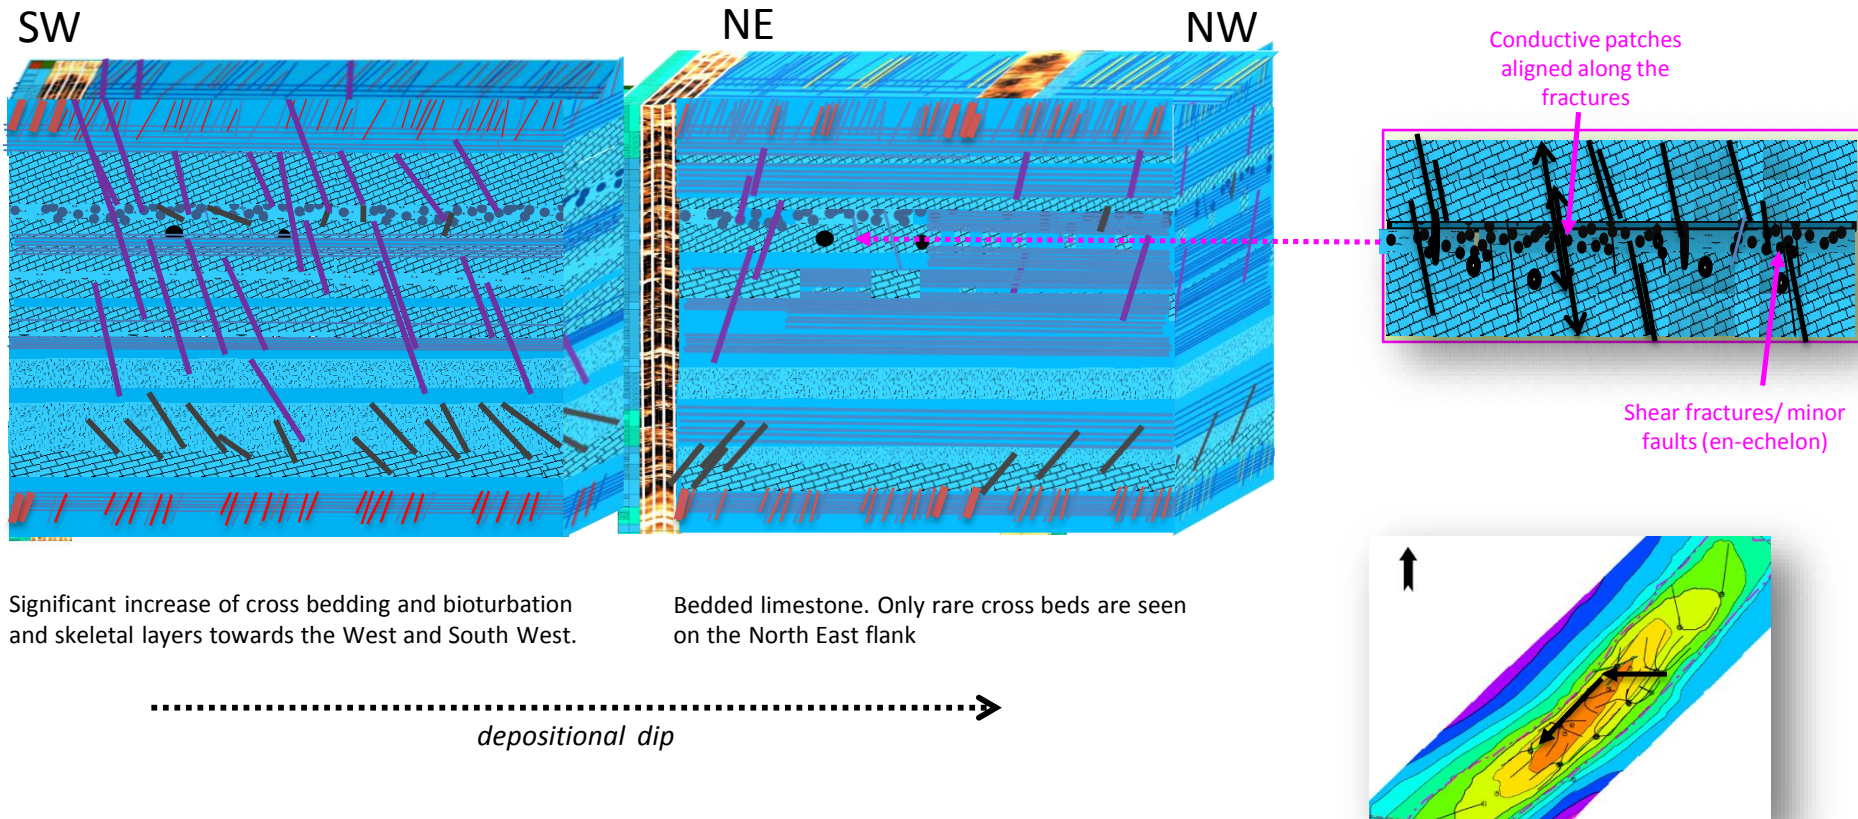 SW
NE
NW
Conductive patches
aligned along the
fractures
Shear fractures/ minor
faults (en-echelon)
Significant increase of cross bedding and bioturbation
and skeletal layers towards the West and South West.
Bedded limestone. Only rare cross beds are seen
on the North East flank
depositional dip